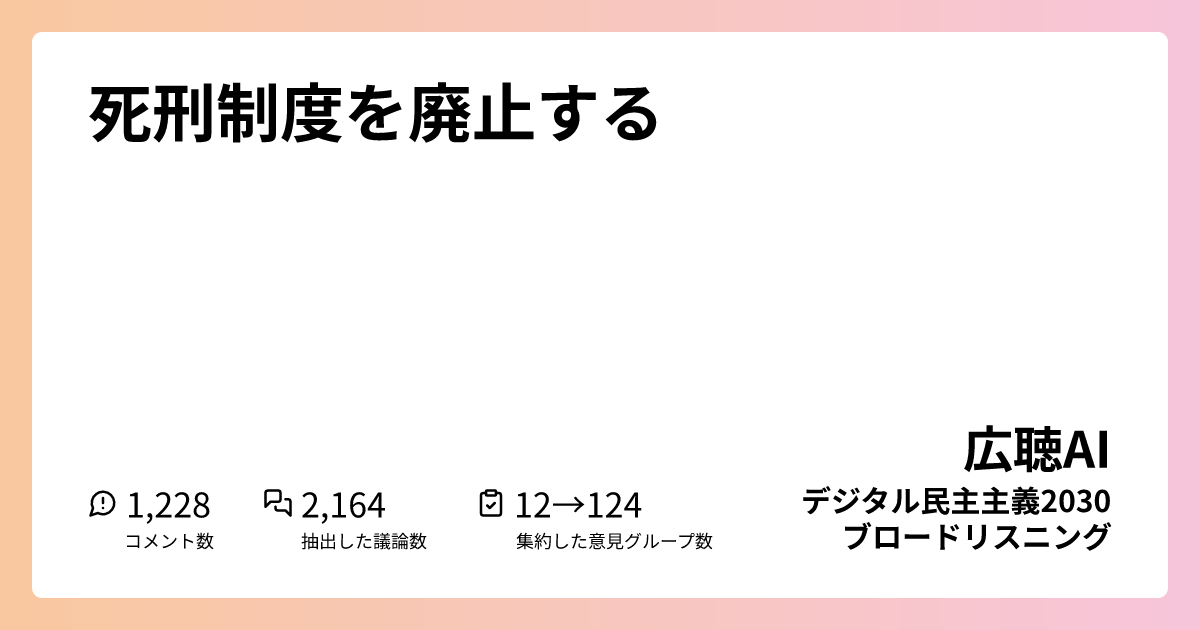 死刑制度を廃止する
広聴AI
デジタル民主主義2030
ブロードリスニング
1,228
コメント数
2,164
抽出した議論数
12→124
集約した意見グループ数